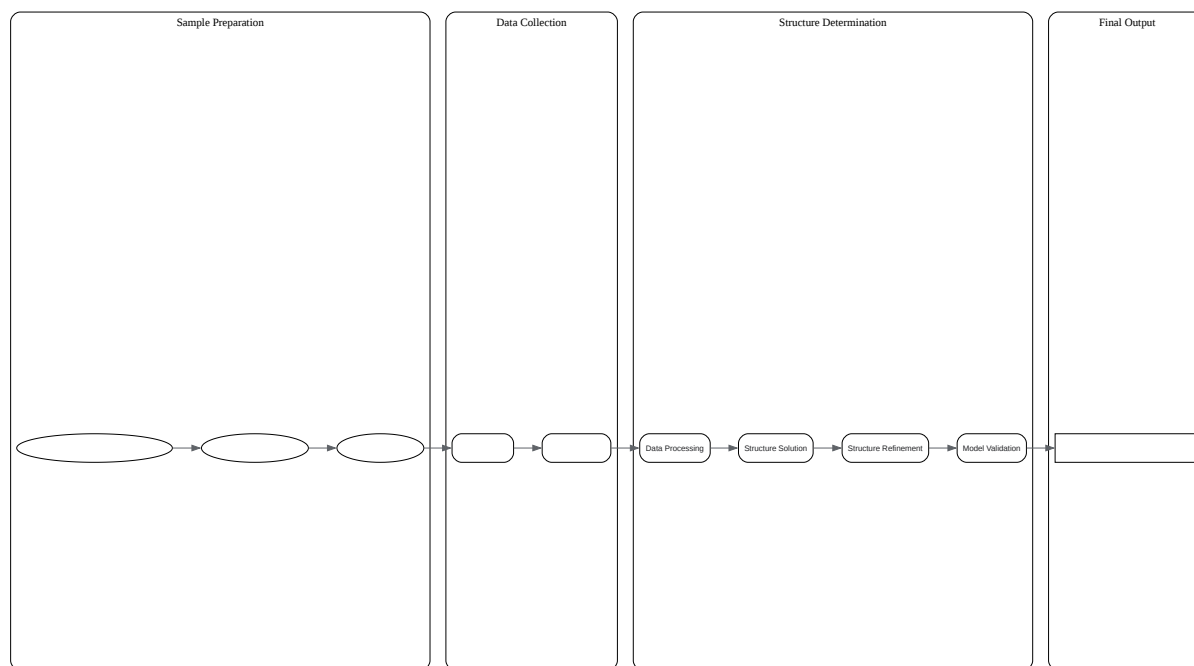 Sample Preparation
Data Collection
Structure Determination
Final Output
Data Processing
Structure Solution
Structure Refinement
Model Validation